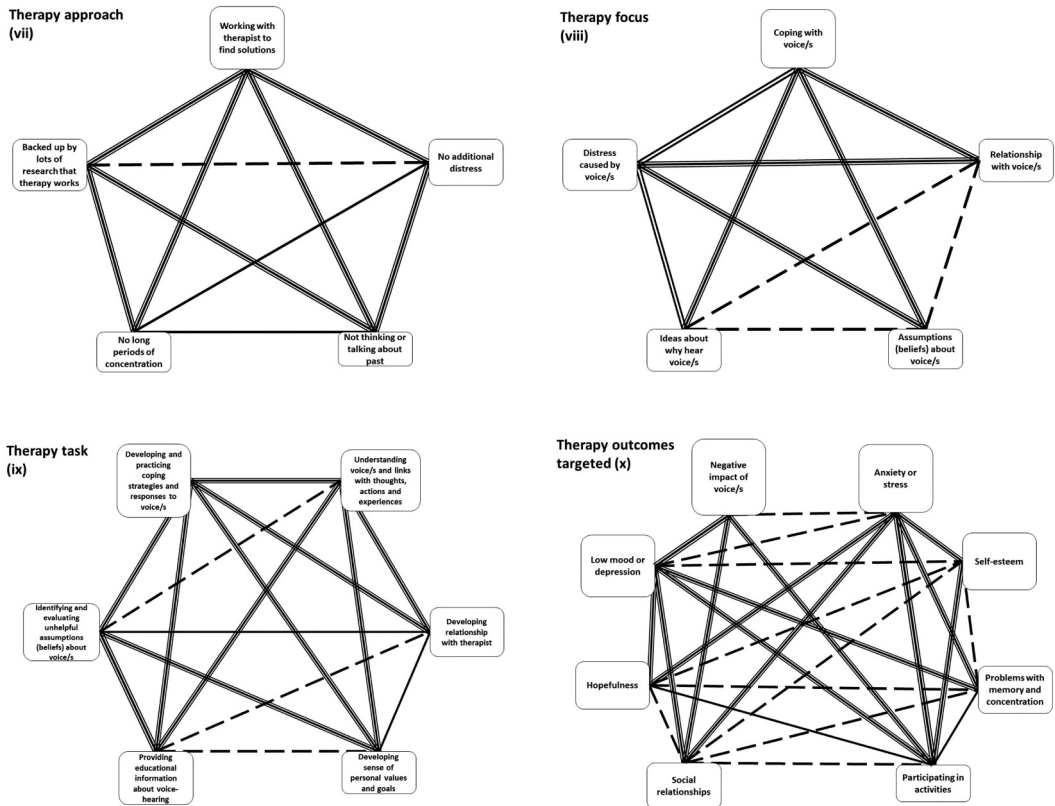 Therapy approach
(vii)
Working with
therapist to
find solutions
Backed up by
lots of
research that
therapy works
No additional
distress
No long
periods of
concentration
Not thinking or
talking about
past
Therapy focus
(viii)
Coping with
voice/s
Distress
caused by
voice/s
Relationship
with voice/s
Ideas about
why hear
voice/s
Assumptions
(beliefs) about
voice/s
Therapy task
(ix)
Developing and
practicing
coping
strategies and
responses to
voice/s
Understanding
voice/s and links
with thoughts,
actions and
experiences
Identifying and
evaluating
unhelpful
assumptions
(beliefs) about
voice/s
Developing
relationship
with therapist
Providing
educational
information
about voice-
hearing
Developing
sense of
personal values
and goals
Therapy outcomes
targeted (x)
Negative
impact of
voice/s
Anxiety or
stress
Low mood or
depression
Self-esteem
Hopefulness
Problems with
memory and
concentration
Social
relationships
Participating in
activities